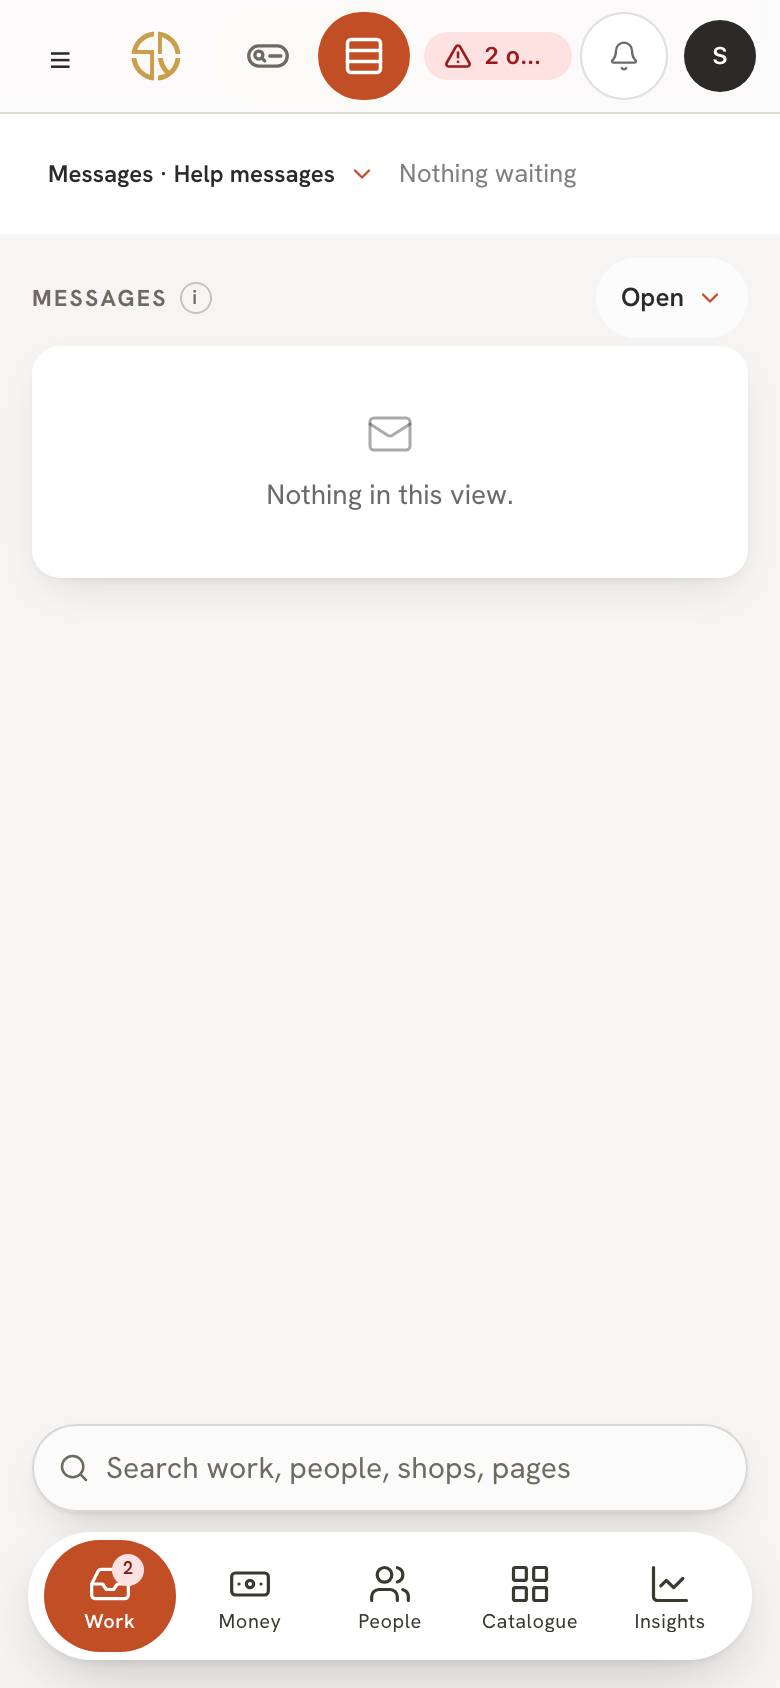 2 o...
S
Messages · Help messages
Nothing waiting
MESSAGES
i
Open
Nothing in this view.
Search work, people, shops, pages
2
Work
Money
People
Catalogue
Insights